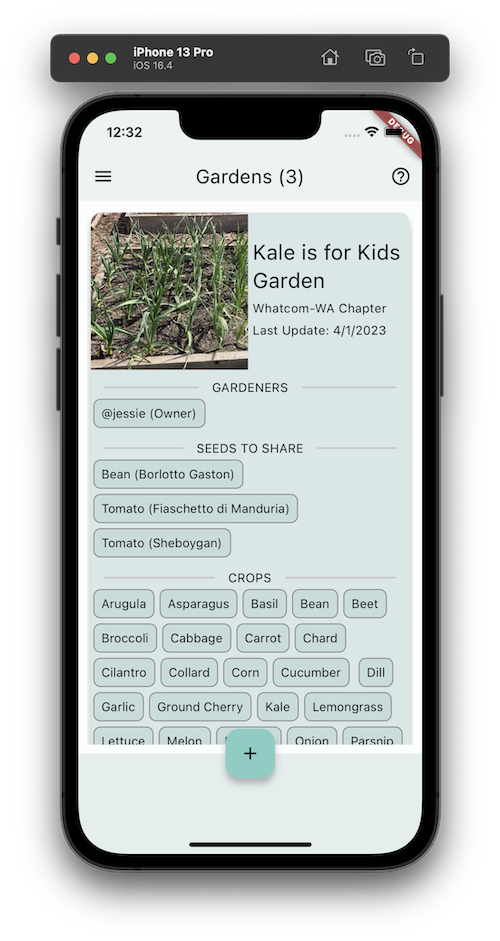 iPhone 13 Pro
iOS 16.4
12:32
DEBUG
Gardens (3)
Kale is for Kids
Garden
Whatcom-WA Chapter
Last Update: 4/1/2023
GARDENERS
@jessie (Owner)
SEEDS TO SHARE
Bean (Borlotto Gaston)
Tomato (Fiaschetto di Manduria)
Tomato (Sheboygan)
CROPS
Arugula Asparagus Basil Bean Beet
Broccoli Cabbage Carrot Chard
Cilantro Collard Corn Cucumber Dill
Garlic Ground Cherry Kale Lemongrass
Lettuce Melon Onion Parsnip
+